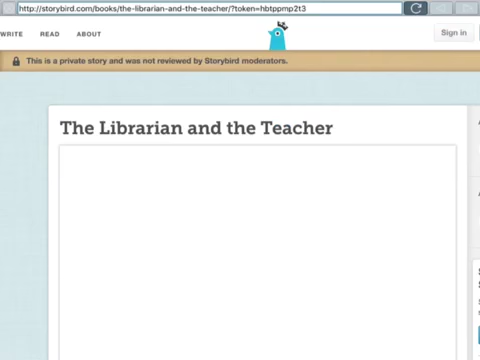 http://storybird.com/books/the-librarian-and-the-teacher/?token=hbtppmp2t3
WRITE READ ABOUT Sign in
This is a private story and was not reviewed by Storybird moderators.
The Librarian and the Teacher